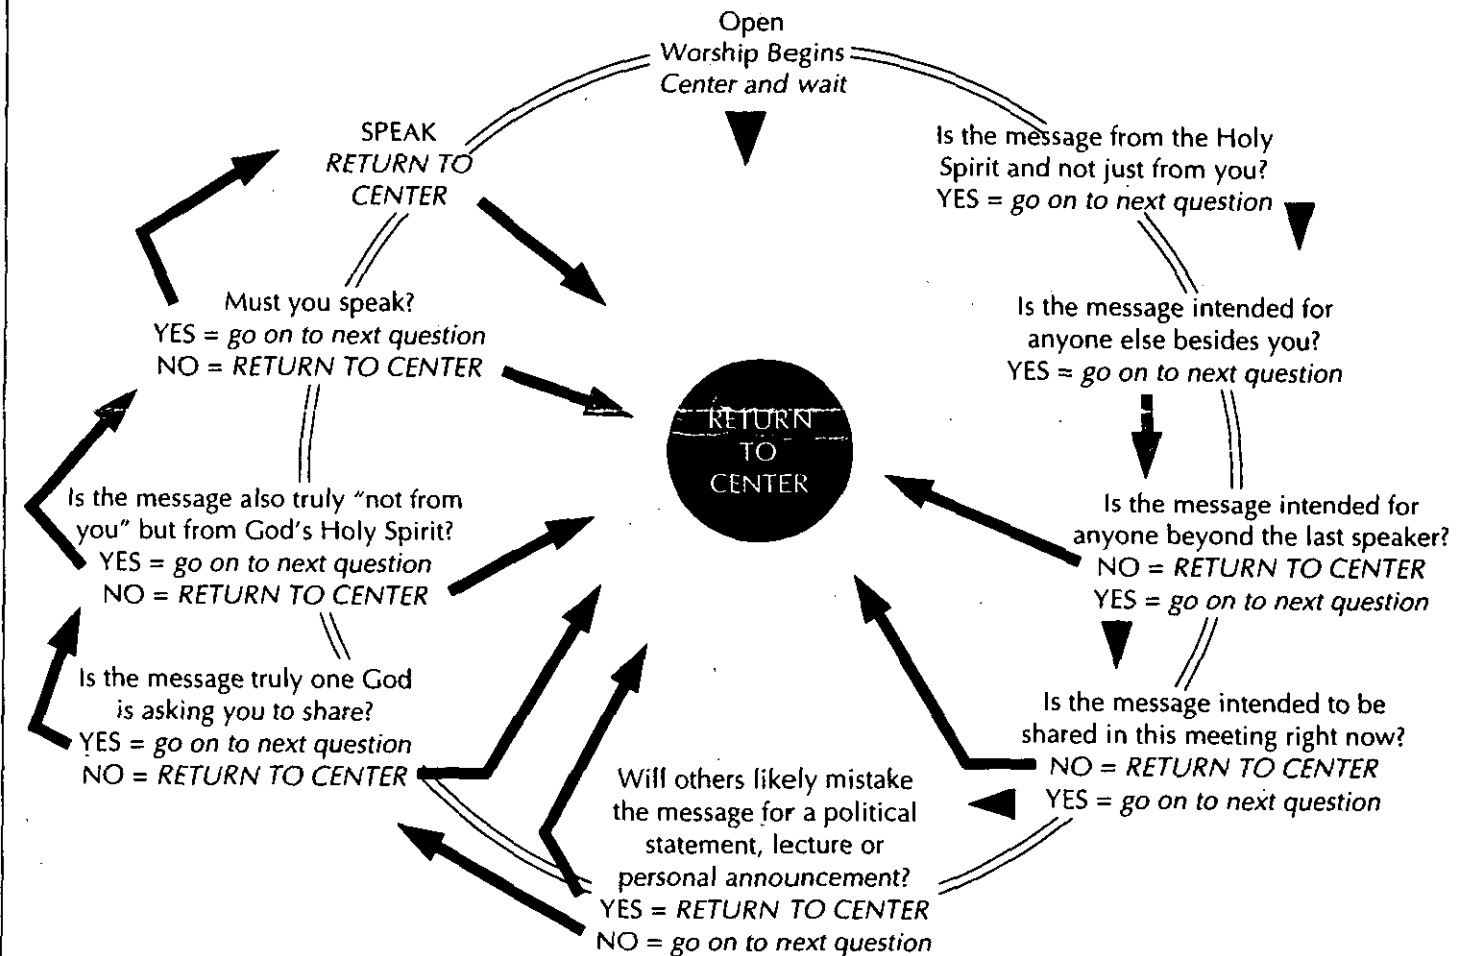 Open
Worship Begins
Center and wait
Is the message from the Holy
Spirit and not just from you?
YES = go on to next question
Is the message intended for
anyone else besides you?
YES = go on to next question
Is the message intended for
anyone beyond the last speaker?
NO = RETURN TO CENTER
YES = go on to next question
Is the message intended to be
shared in this meeting right now?
NO = RETURN TO CENTER
YES = go on to next question
Will others likely mistake
the message for a political
statement, lecture or
personal announcement?
YES = RETURN TO CENTER
NO = go on to next question
Is the message truly one God
is asking you to share?
YES = go on to next question
NO = RETURN TO CENTER
Is the message also truly "not from
you" but from God's Holy Spirit?
YES = go on to next question
NO = RETURN TO CENTER
Must you speak?
YES = go on to next question
NO = RETURN TO CENTER
SPEAK
RETURN TO
CENTER
RETURN
TO
CENTER